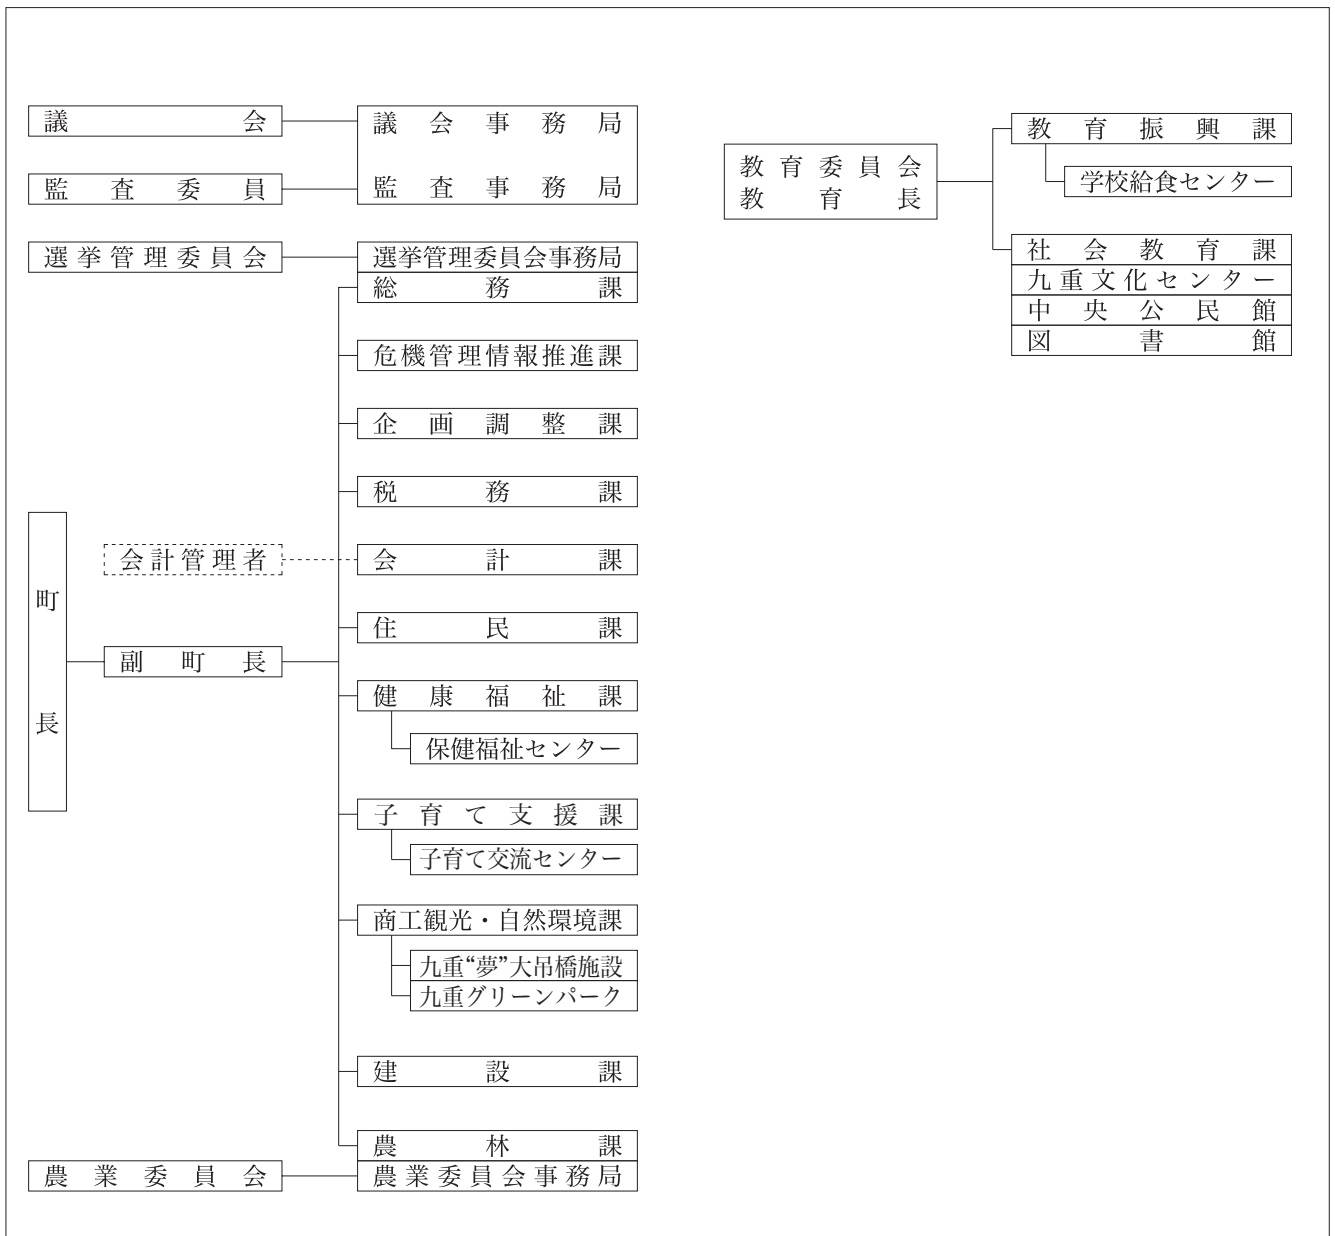 議会
議会事務局
監査委員
監査事務局
選挙管理委員会
選挙管理委員会事務局
総務課
危機管理情報推進課
企画調整課
税務課
会計管理者
会計課
住民課
町長
副町長
健康福祉課
保健福祉センター
子育て支援課
子育て交流センター
商工観光・自然環境課
九重“夢”大吊橋施設
九重グリーンパーク
建設課
農林課
農業委員会
農業委員会事務局
教育委員会
教育長
教育振興課
学校給食センター
社会教育課
九重文化センター
中央公民館
図書館